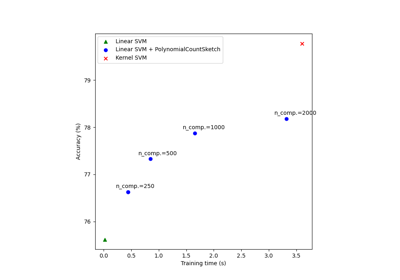 Linear SVM
Linear SVM + PolynomialCountSketch
Kernel SVM
79
78
77
76
Accuracy (%)
n_comp.=2000
n_comp.=1000
n_comp.=500
n_comp.=250
0.0 0.5 1.0 1.5 2.0 2.5 3.0 3.5
Training time (s)